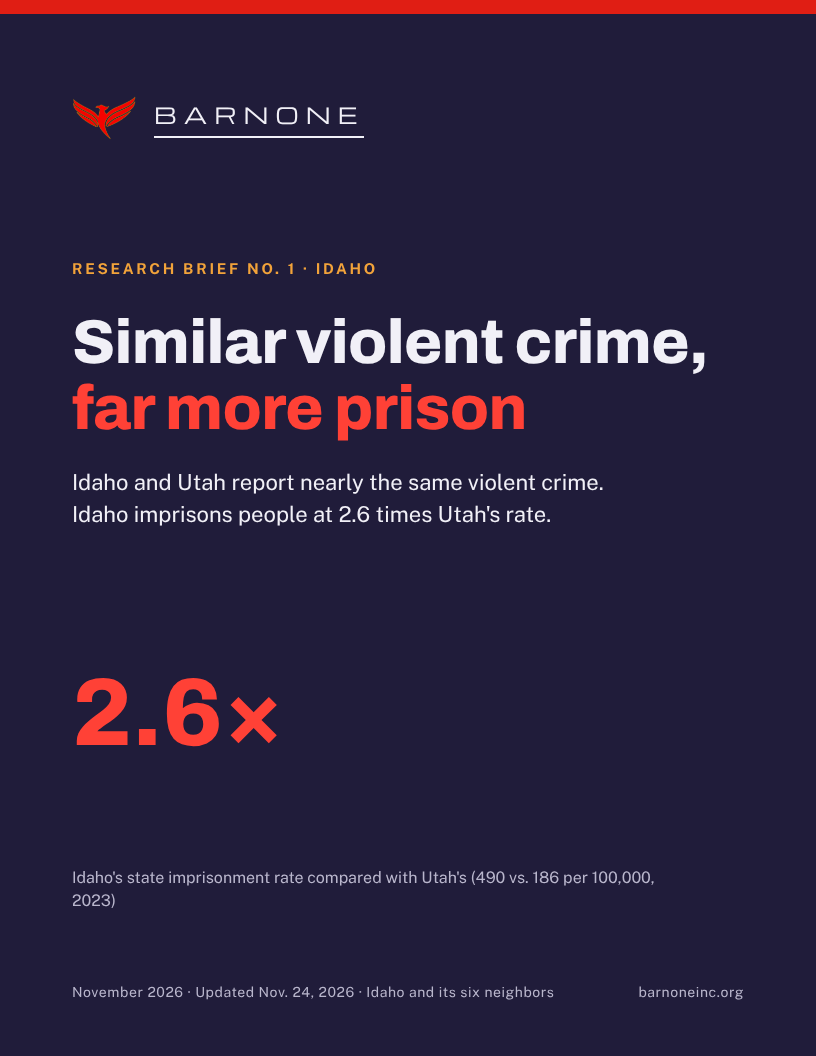 BARNONE
RESEARCH BRIEF NO. 1 · IDAHO
Similar violent crime,
far more prison
Idaho and Utah report nearly the same violent crime.
Idaho imprisons people at 2.6 times Utah's rate.
2.6×
Idaho's state imprisonment rate compared with Utah's (490 vs. 186 per 100,000,
2023)
November 2026 · Updated Nov. 24, 2026 · Idaho and its six neighbors
barnoneinc.org